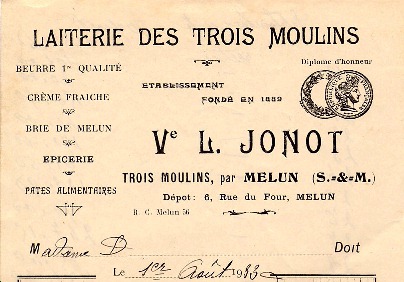 LAITERIE DES TROIS MOULINS
Diplome d'honneur
BEURRE 1re QUALITÉ
CRÈME FRAICHE
BRIE DE MELUN
EPICERIE
PATES ALIMENTAIRES
ETABLISSEMENT
FONDÉ EN 1889
Ve L. JONOT
TROIS MOULINS, par MELUN (S.=&=M.)
Dépot: 6, Rue du Four, MELUN
R. C. Melun 56
Madame D Doit
Le 1er Août 1933